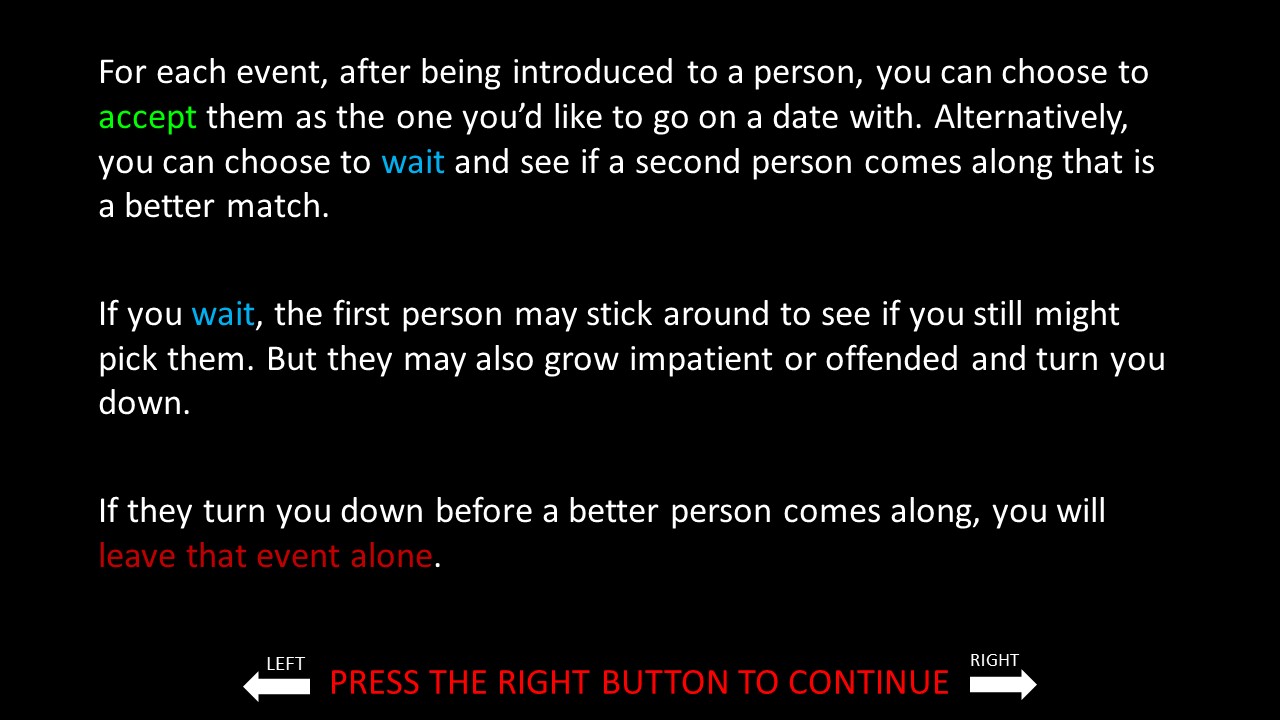 For each event, after being introduced to a person, you can choose to
accept them as the one you’d like to go on a date with. Alternatively,
you can choose to wait and see if a second person comes along that is
a better match.
If you wait, the first person may stick around to see if you still might
pick them. But they may also grow impatient or offended and turn you
down.
If they turn you down before a better person comes along, you will
leave that event alone.
LEFT
PRESS THE RIGHT BUTTON TO CONTINUE
RIGHT